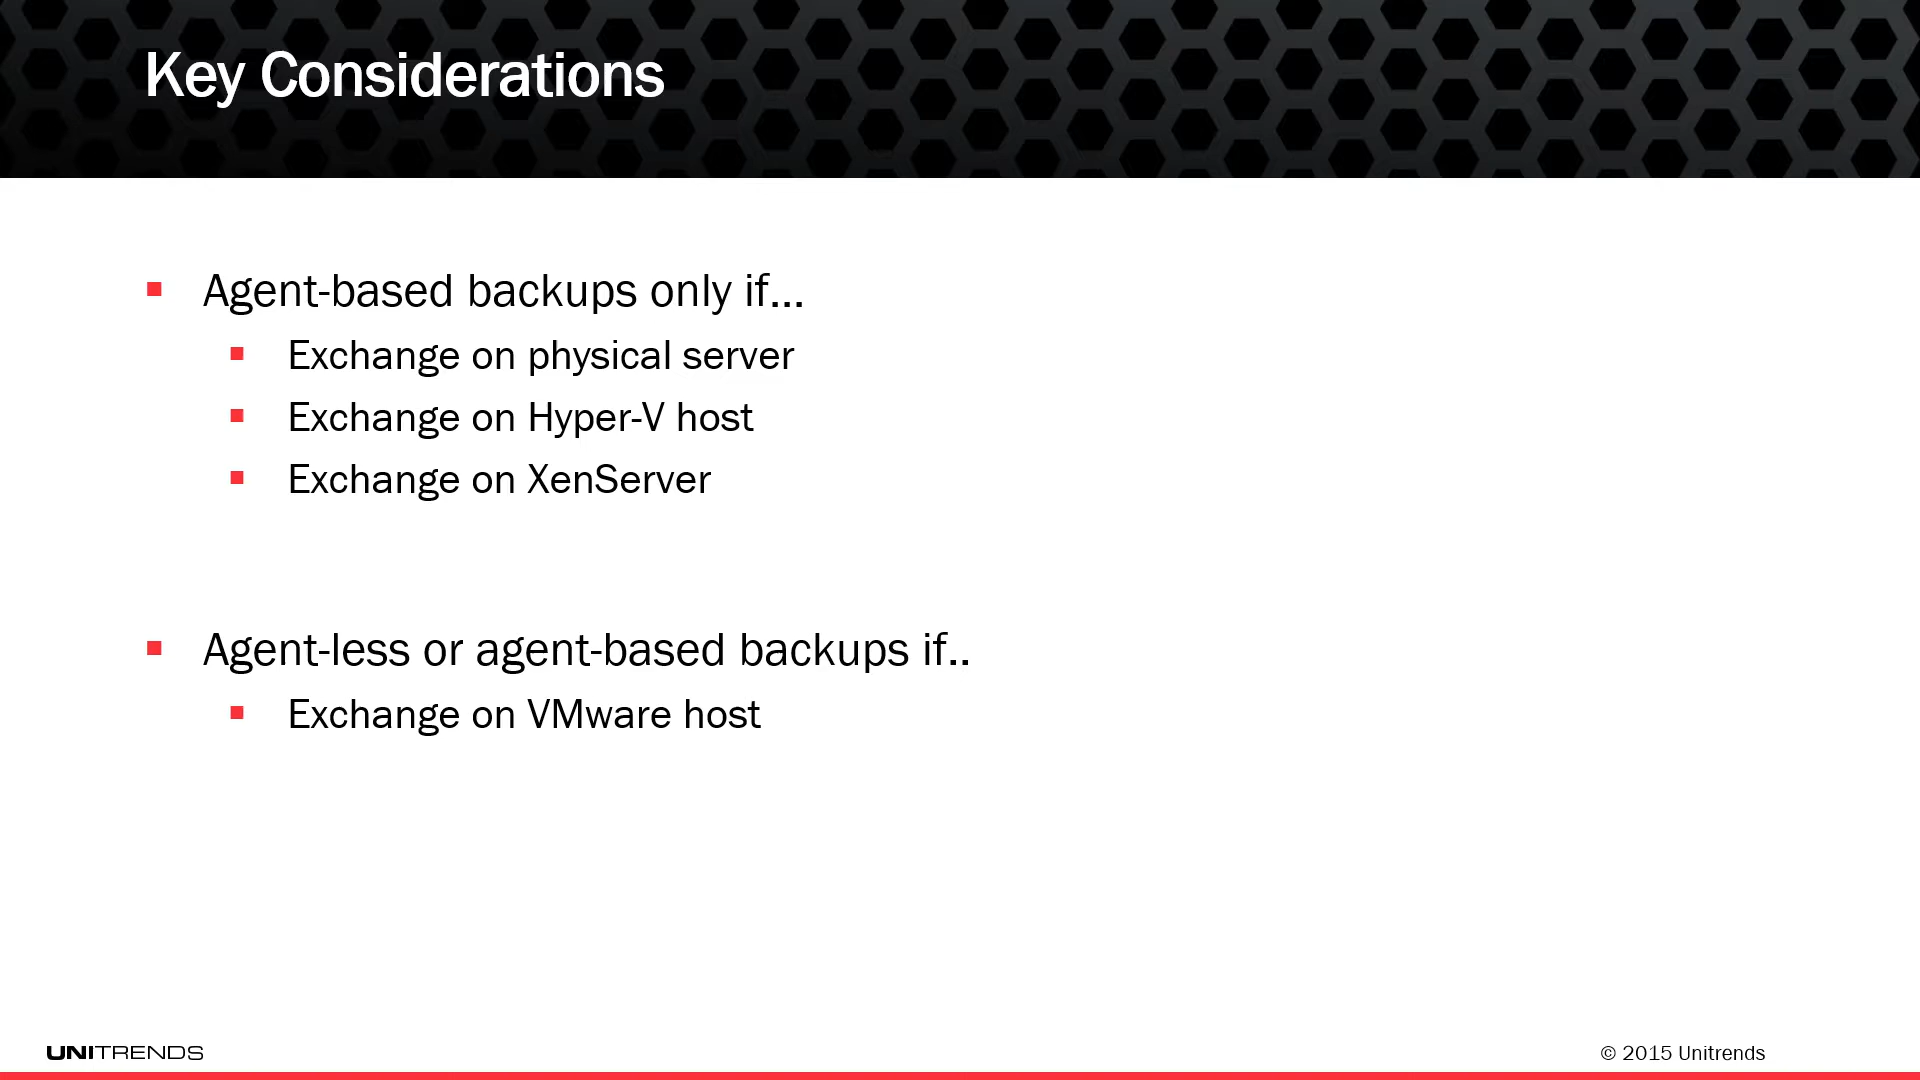 Key Considerations
Agent-based backups only if...
Exchange on physical server
Exchange on Hyper-V host
Exchange on XenServer
Agent-less or agent-based backups if..
Exchange on VMware host
UNITRENDS
© 2015 Unitrends